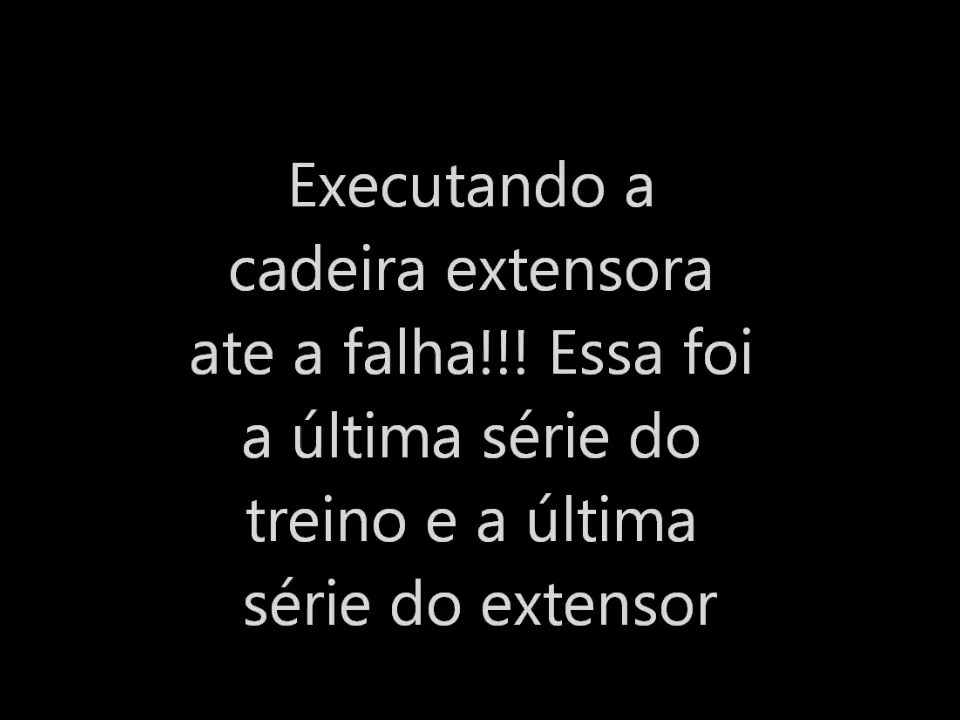 Executando a
cadeira extensora
ate a falha!!! Essa foi
a última série do
treino e a última
série do extensor